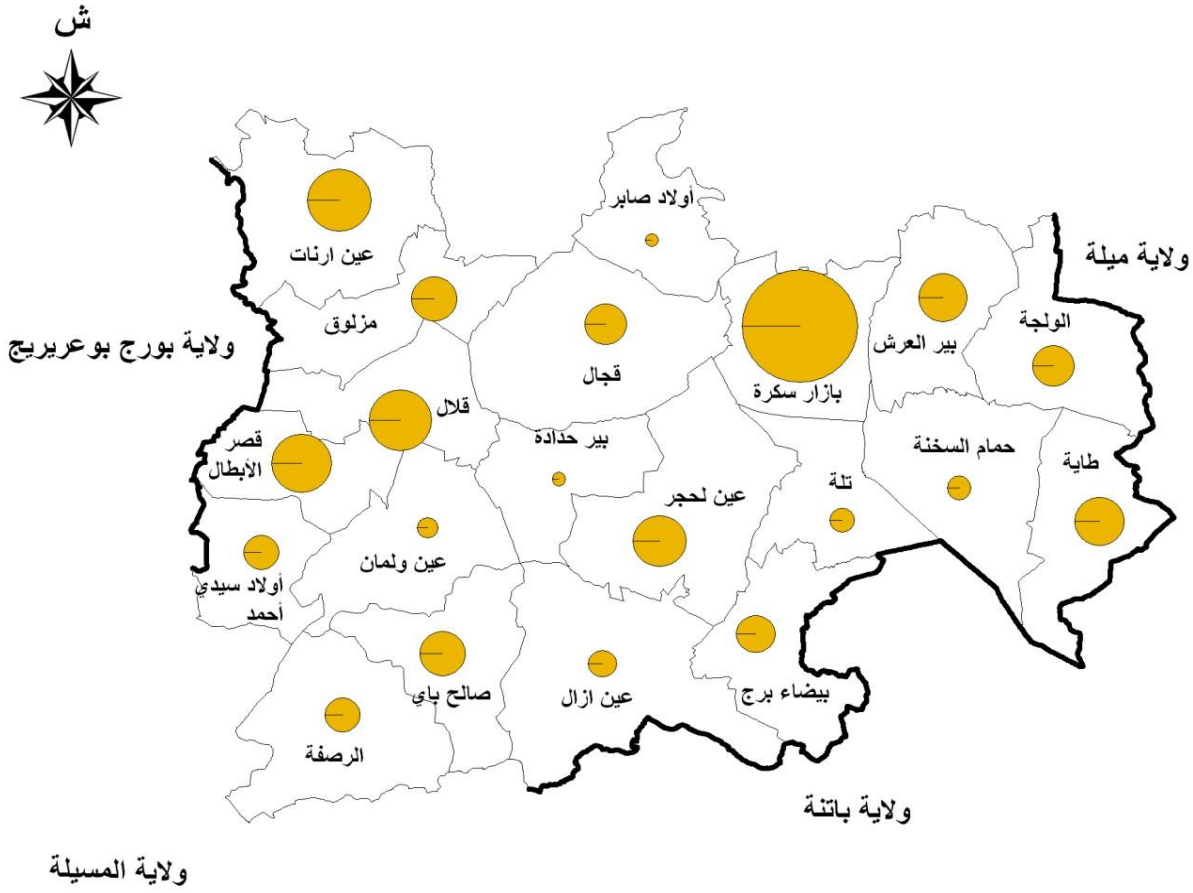 ش
أولاد صابر
عين ارنات
ولاية ميلة
مزلوق
الولجة
بير العرش
ولاية بورج بوعريريج
قجال
بازار سكرة
قلال
بير حدادة
قصر
الأبطال
حمام السخنة
طاية
تلة
عين لحجر
عين ولمان
أولاد سيدي
أحمد
صالح باي
عين ازال
بيضاء برج
الرصفة
ولاية باتنة
ولاية المسيلة